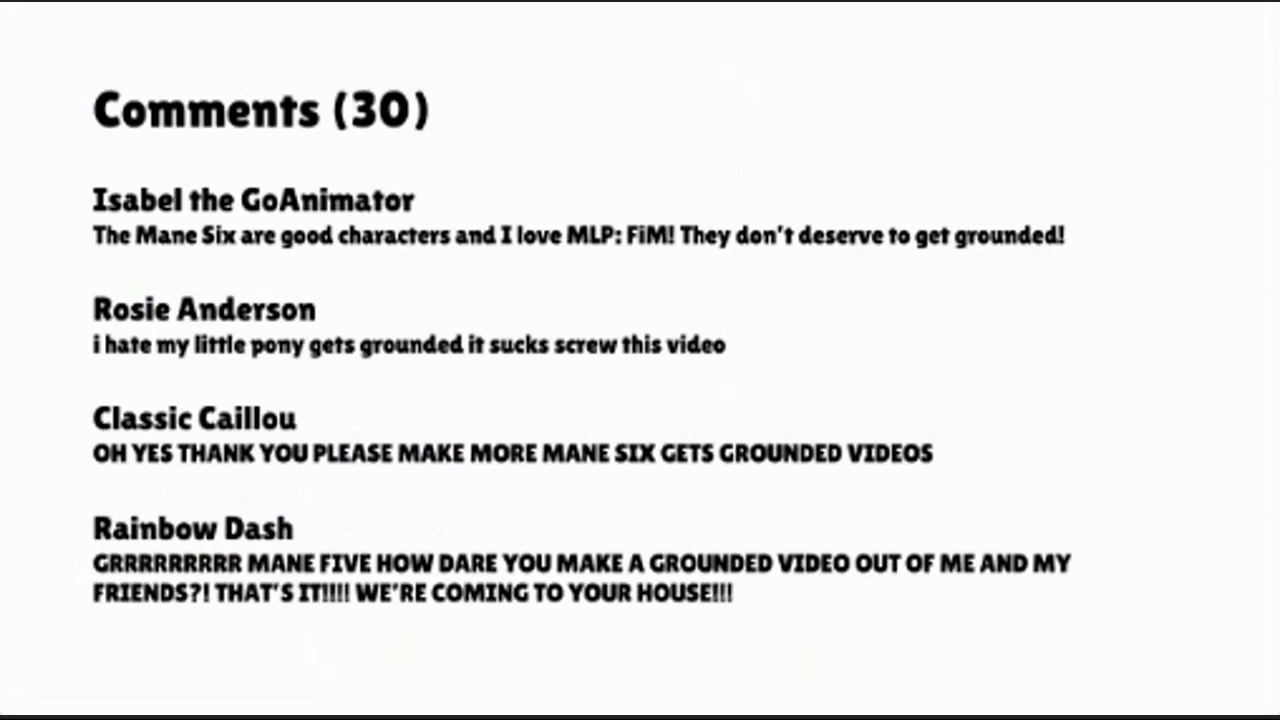 Comments (30)
Isabel the GoAnimator
The Mane Six are good characters and I love MLP: FiM! They don't deserve to get grounded!
Rosie Anderson
i hate my little pony gets grounded it sucks screw this video
Classic Caillou
OH YES THANK YOU PLEASE MAKE MORE MANE SIX GETS GROUNDED VIDEOS
Rainbow Dash
GRRRRRRRRR MANE FIVE HOW DARE YOU MAKE A GROUNDED VIDEO OUT OF ME AND MY
FRIENDS?! THAT'S IT!!!! WE'RE COMING TO YOUR HOUSE!!!